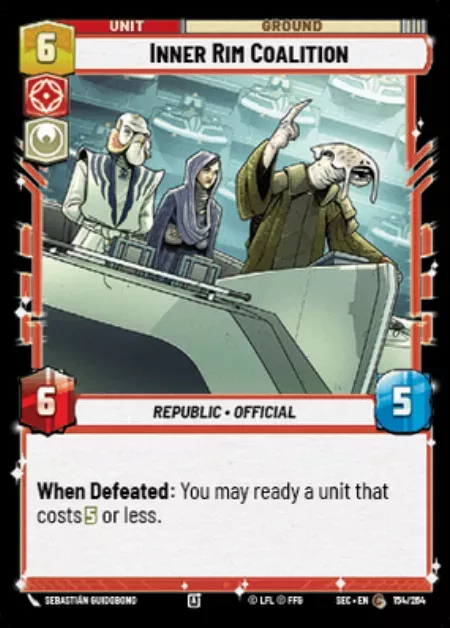 UNIT GROUND
6 INNER RIM COALITION
6 REPUBLIC • OFFICIAL 5
When Defeated: You may ready a unit that
costs 5 or less.
SEBASTIÁN GUIDOBONO A © LFL © FFG SEC • EN C 154/264